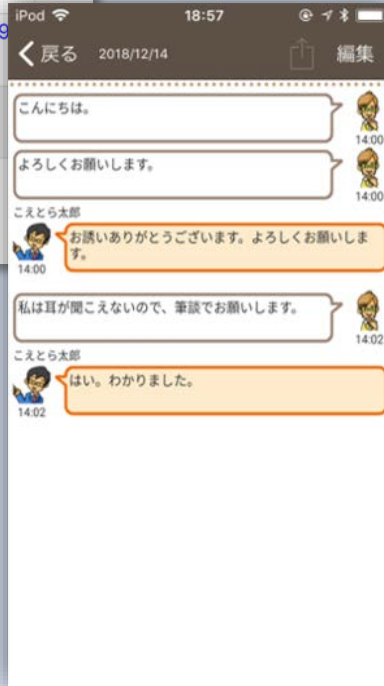 iPod 18:57
戻る 2018/12/14 編集
こんにちは。
14:00
よろしくお願いします。
14:00
こえとら太郎
お誘いありがとうございます。よろしくお願いしま
す。
14:00
私は耳が聞こえないので、筆談でお願いします。
14:02
こえとら太郎
はい。わかりました。
14:02